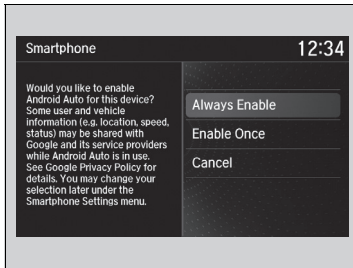 Smartphone 12:34
Would you like to enable
Android Auto for this device?
Some user and vehicle
information (e.g. location, speed,
status) may be shared with
Google and its service providers
while Android Auto is in use.
See Google Privacy Policy for
details. You may change your
selection later under the
Smartphone Settings menu.
Always Enable
Enable Once
Cancel